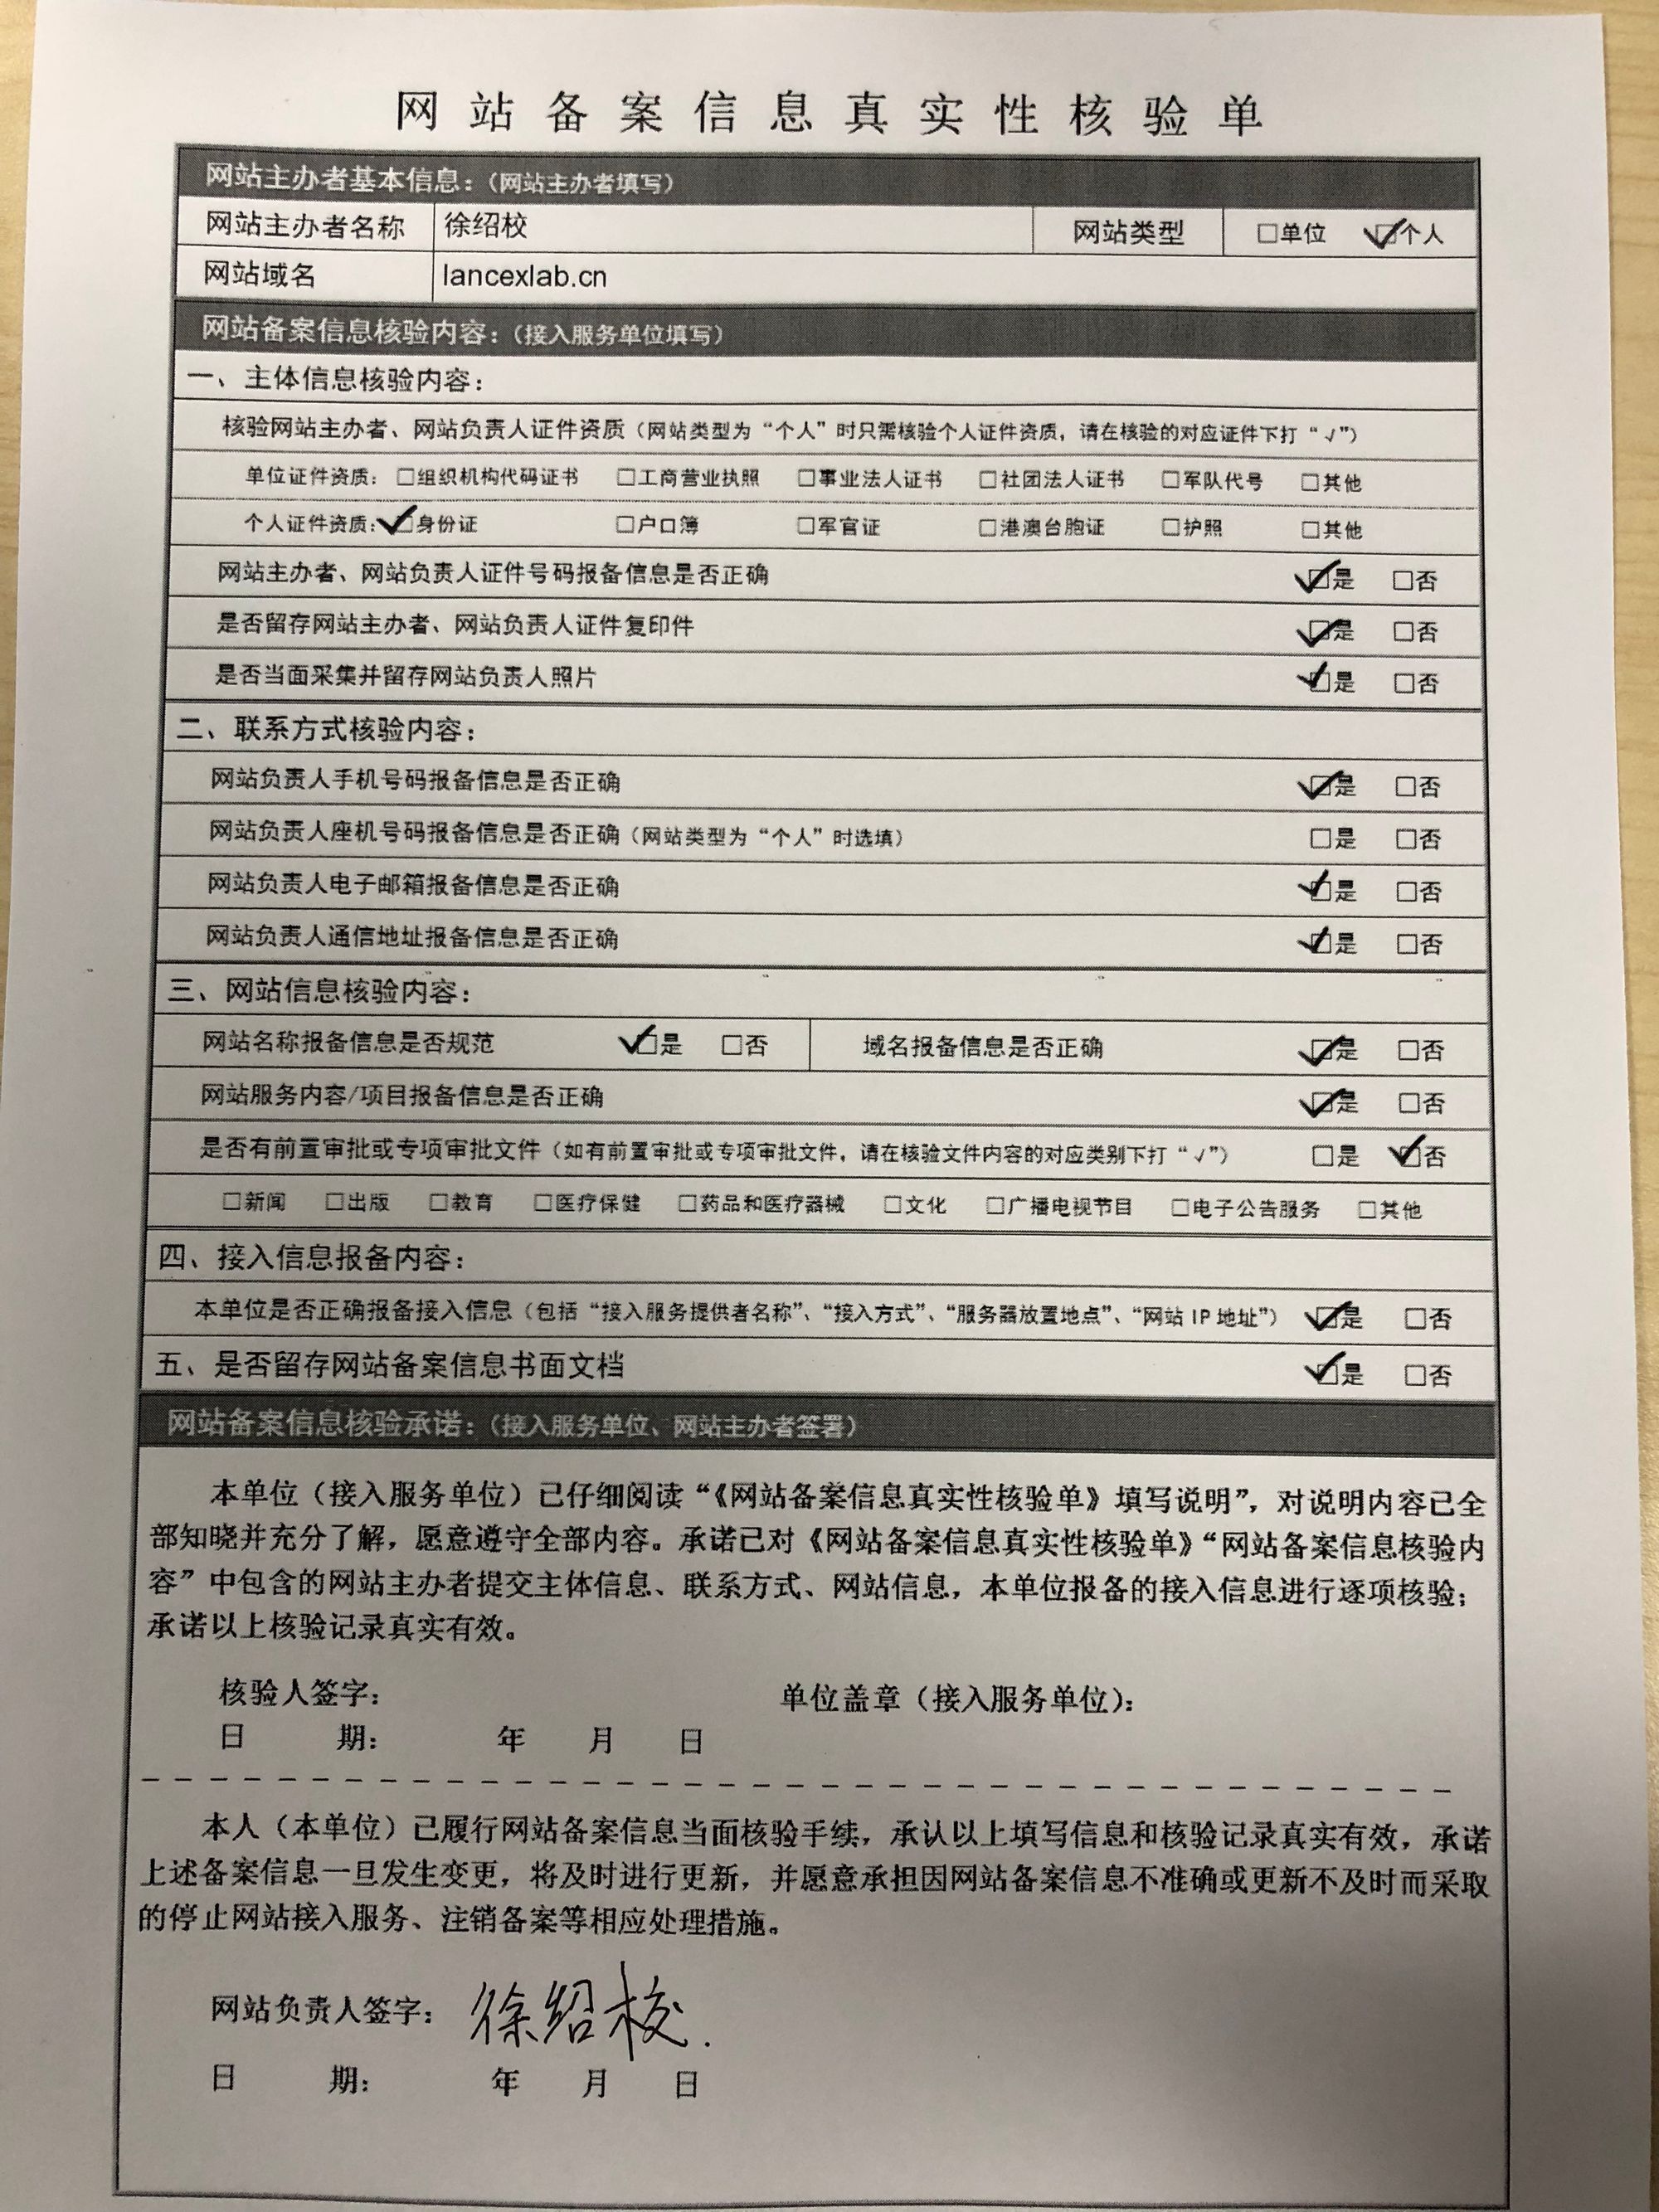 网站备案信息真实性核验单
网站主办者基本信息：（网站主办者填写）
网站主办者名称 徐绍校 网站类型 □单位 ☑个人
网站域名 lancexlab.cn
网站备案信息核验内容：（接入服务单位填写）
一、主体信息核验内容：
核验网站主办者、网站负责人证件资质（网站类型为“个人”时只需核验个人证件资质，请在核验的对应证件下打“√”）
单位证件资质： □组织机构代码证书 □工商营业执照 □事业法人证书 □社团法人证书 □军队代号 □其他
个人证件资质： ☑身份证 □户口簿 □军官证 □港澳台胞证 □护照 □其他
网站主办者、网站负责人证件号码报备信息是否正确 ☑是 □否
是否留存网站主办者、网站负责人证件复印件 ☑是 □否
是否当面采集并留存网站负责人照片 ☑是 □否
二、联系方式核验内容：
网站负责人手机号码报备信息是否正确 ☑是 □否
网站负责人座机号码报备信息是否正确（网站类型为“个人”时选填） □是 □否
网站负责人电子邮箱报备信息是否正确 ☑是 □否
网站负责人通信地址报备信息是否正确 ☑是 □否
三、网站信息核验内容：
网站名称报备信息是否规范 ☑是 □否 域名报备信息是否正确 ☑是 □否
网站服务内容/项目报备信息是否正确 ☑是 □否
是否有前置审批或专项审批文件（如有前置审批或专项审批文件，请在核验文件内容的对应类别下打“√”） □是 ☑否
□新闻 □出版 □教育 □医疗保健 □药品和医疗器械 □文化 □广播电视节目 □电子公告服务 □其他
四、接入信息报备内容：
本单位是否正确报备接入信息（包括“接入服务提供者名称”、“接入方式”、“服务器放置地点”、“网站 IP 地址”） ☑是 □否
五、是否留存网站备案信息书面文档 ☑是 □否
网站备案信息核验承诺：（接入服务单位、网站主办者签署）
本单位（接入服务单位）已仔细阅读“《网站备案信息真实性核验单》填写说明”，对说明内容已全
部知晓并充分了解，愿意遵守全部内容。承诺已对《网站备案信息真实性核验单》“网站备案信息核验内
容”中包含的网站主办者提交主体信息、联系方式、网站信息，本单位报备的接入信息进行逐项核验；
承诺以上核验记录真实有效。
核验人签字： 单位盖章（接入服务单位）：
日 期： 年 月 日
本人（本单位）已履行网站备案信息当面核验手续，承认以上填写信息和核验记录真实有效，承诺
上述备案信息一旦发生变更，将及时进行更新，并愿意承担因网站备案信息不准确或更新不及时而采取
的停止网站接入服务、注销备案等相应处理措施。
网站负责人签字： 徐绍校.
日 期： 年 月 日